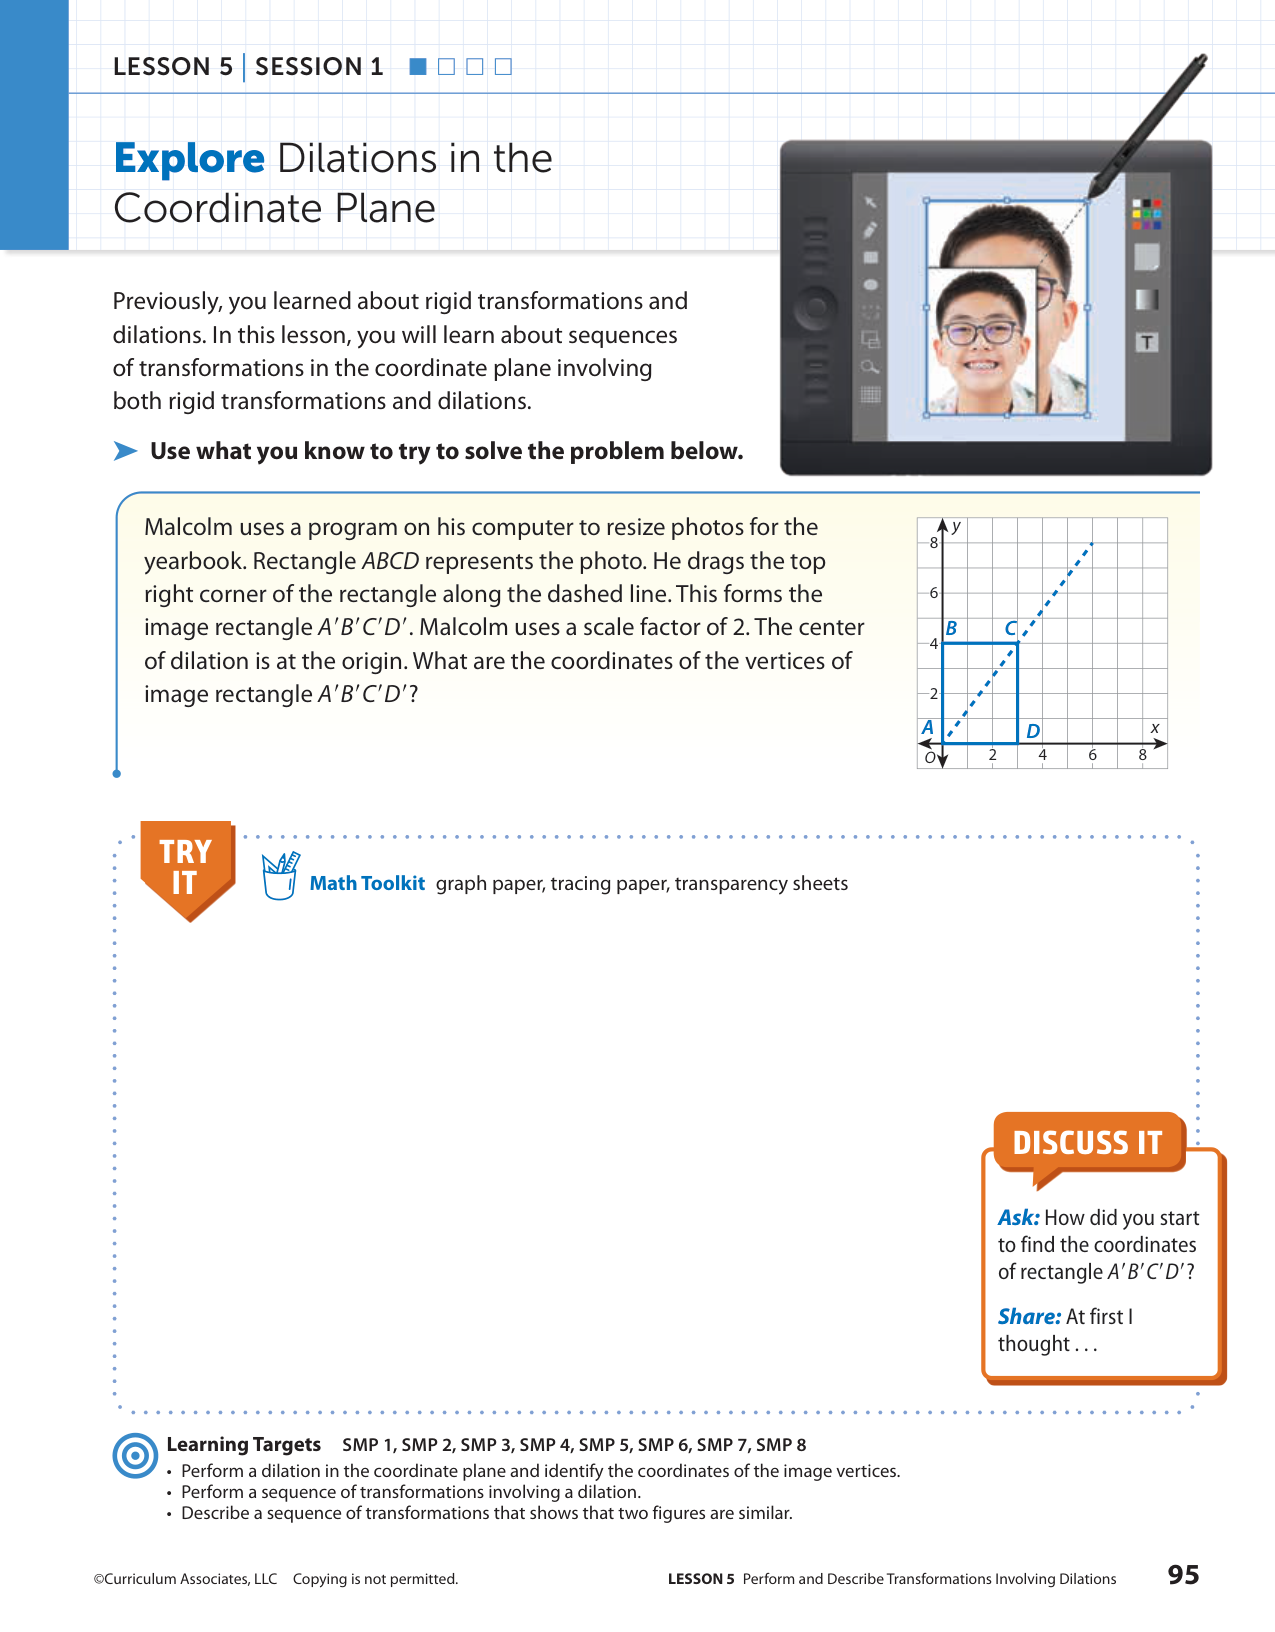 LESSON 5 | SESSION 1
Explore Dilations in the
Coordinate Plane
T
Previously, you learned about rigid transformations and
dilations. In this lesson, you will learn about sequences
of transformations in the coordinate plane involving
both rigid transformations and dilations.
Use what you know to try to solve the problem below.
Malcolm uses a program on his computer to resize photos for the
yearbook. Rectangle ABCD represents the photo. He drags the top
right corner of the rectangle along the dashed line. This forms the
image rectangle A′B′C′D′. Malcolm uses a scale factor of 2. The center
of dilation is at the origin. What are the coordinates of the vertices of
image rectangle A′B′C′D′?
y
8
6
B C
4
2
A D x
O 2 4 6 8
TRY
IT
Math Toolkit graph paper, tracing paper, transparency sheets
DISCUSS IT
Ask: How did you start
to find the coordinates
of rectangle A′B′C′D′?
Share: At first I
thought . . .
Learning Targets SMP 1, SMP 2, SMP 3, SMP 4, SMP 5, SMP 6, SMP 7, SMP 8
• Perform a dilation in the coordinate plane and identify the coordinates of the image vertices.
• Perform a sequence of transformations involving a dilation.
• Describe a sequence of transformations that shows that two figures are similar.
©Curriculum Associates, LLC Copying is not permitted.
LESSON 5 Perform and Describe Transformations Involving Dilations 95